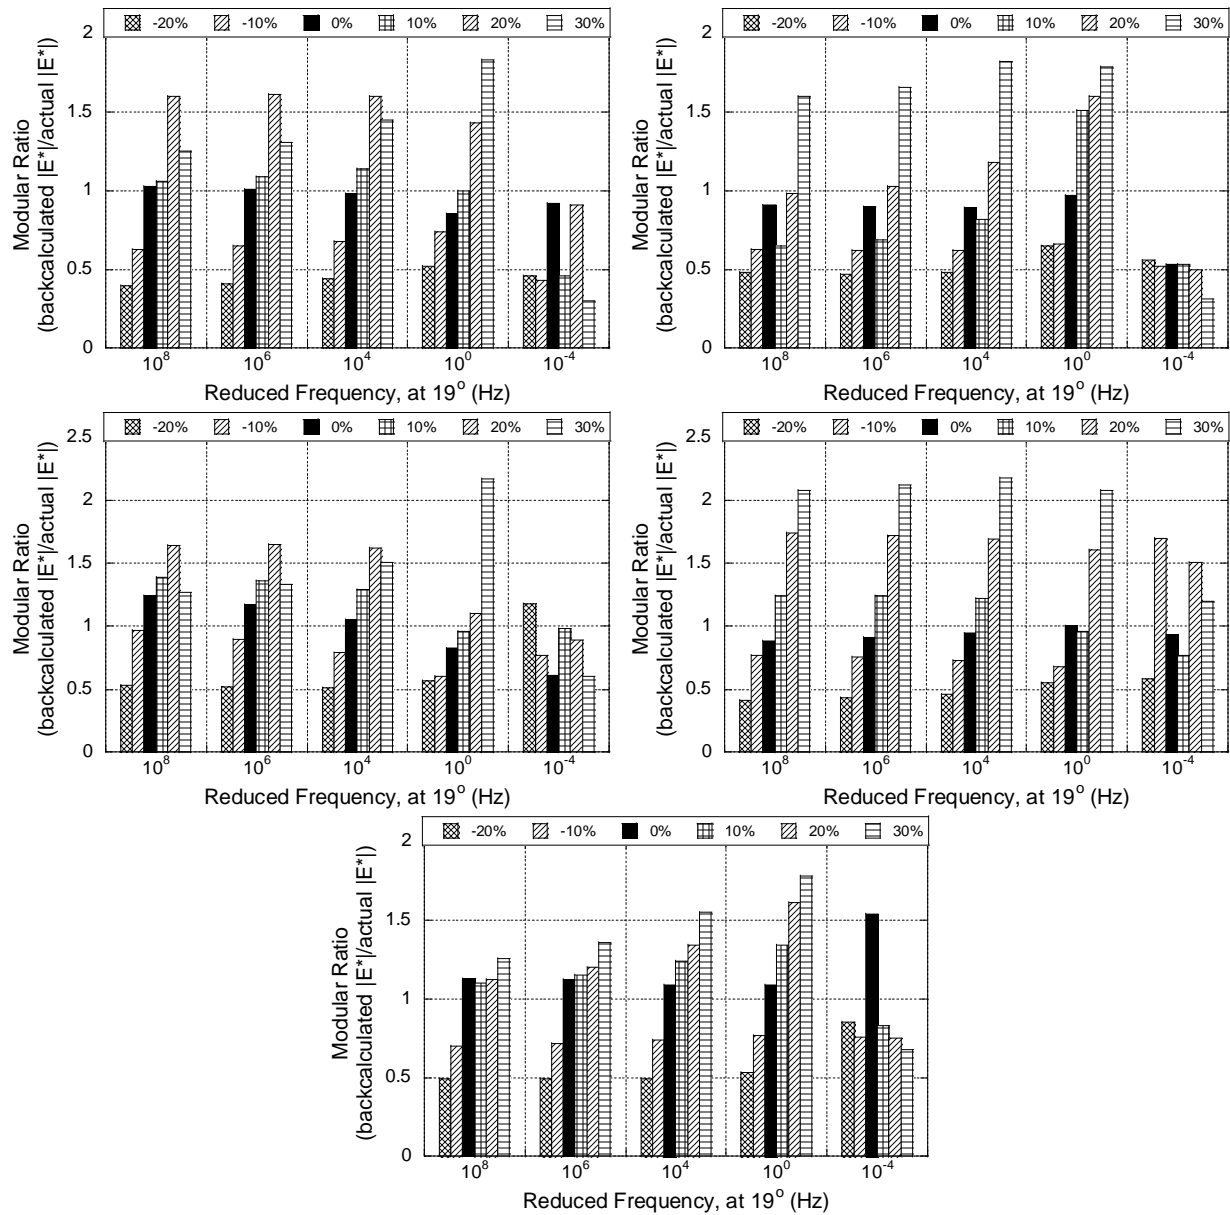 -20% -10% 0% 10% 20% 30%
2
1.5
1
0.5
0
Modular Ratio
(backcalculated |E*|/actual |E*|)
10^8 10^6 10^4 10^0 10^-4
Reduced Frequency, at 19° (Hz)
-20% -10% 0% 10% 20% 30%
2
1.5
1
0.5
0
Modular Ratio
(backcalculated |E*|/actual |E*|)
10^8 10^6 10^4 10^0 10^-4
Reduced Frequency, at 19° (Hz)
-20% -10% 0% 10% 20% 30%
2.5
2
1.5
1
0.5
0
Modular Ratio
(backcalculated |E*|/actual |E*|)
10^8 10^6 10^4 10^0 10^-4
Reduced Frequency, at 19° (Hz)
-20% -10% 0% 10% 20% 30%
2.5
2
1.5
1
0.5
0
Modular Ratio
(backcalculated |E*|/actual |E*|)
10^8 10^6 10^4 10^0 10^-4
Reduced Frequency, at 19° (Hz)
-20% -10% 0% 10% 20% 30%
2
1.5
1
0.5
0
Modular Ratio
(backcalculated |E*|/actual |E*|)
10^8 10^6 10^4 10^0 10^-4
Reduced Frequency, at 19° (Hz)